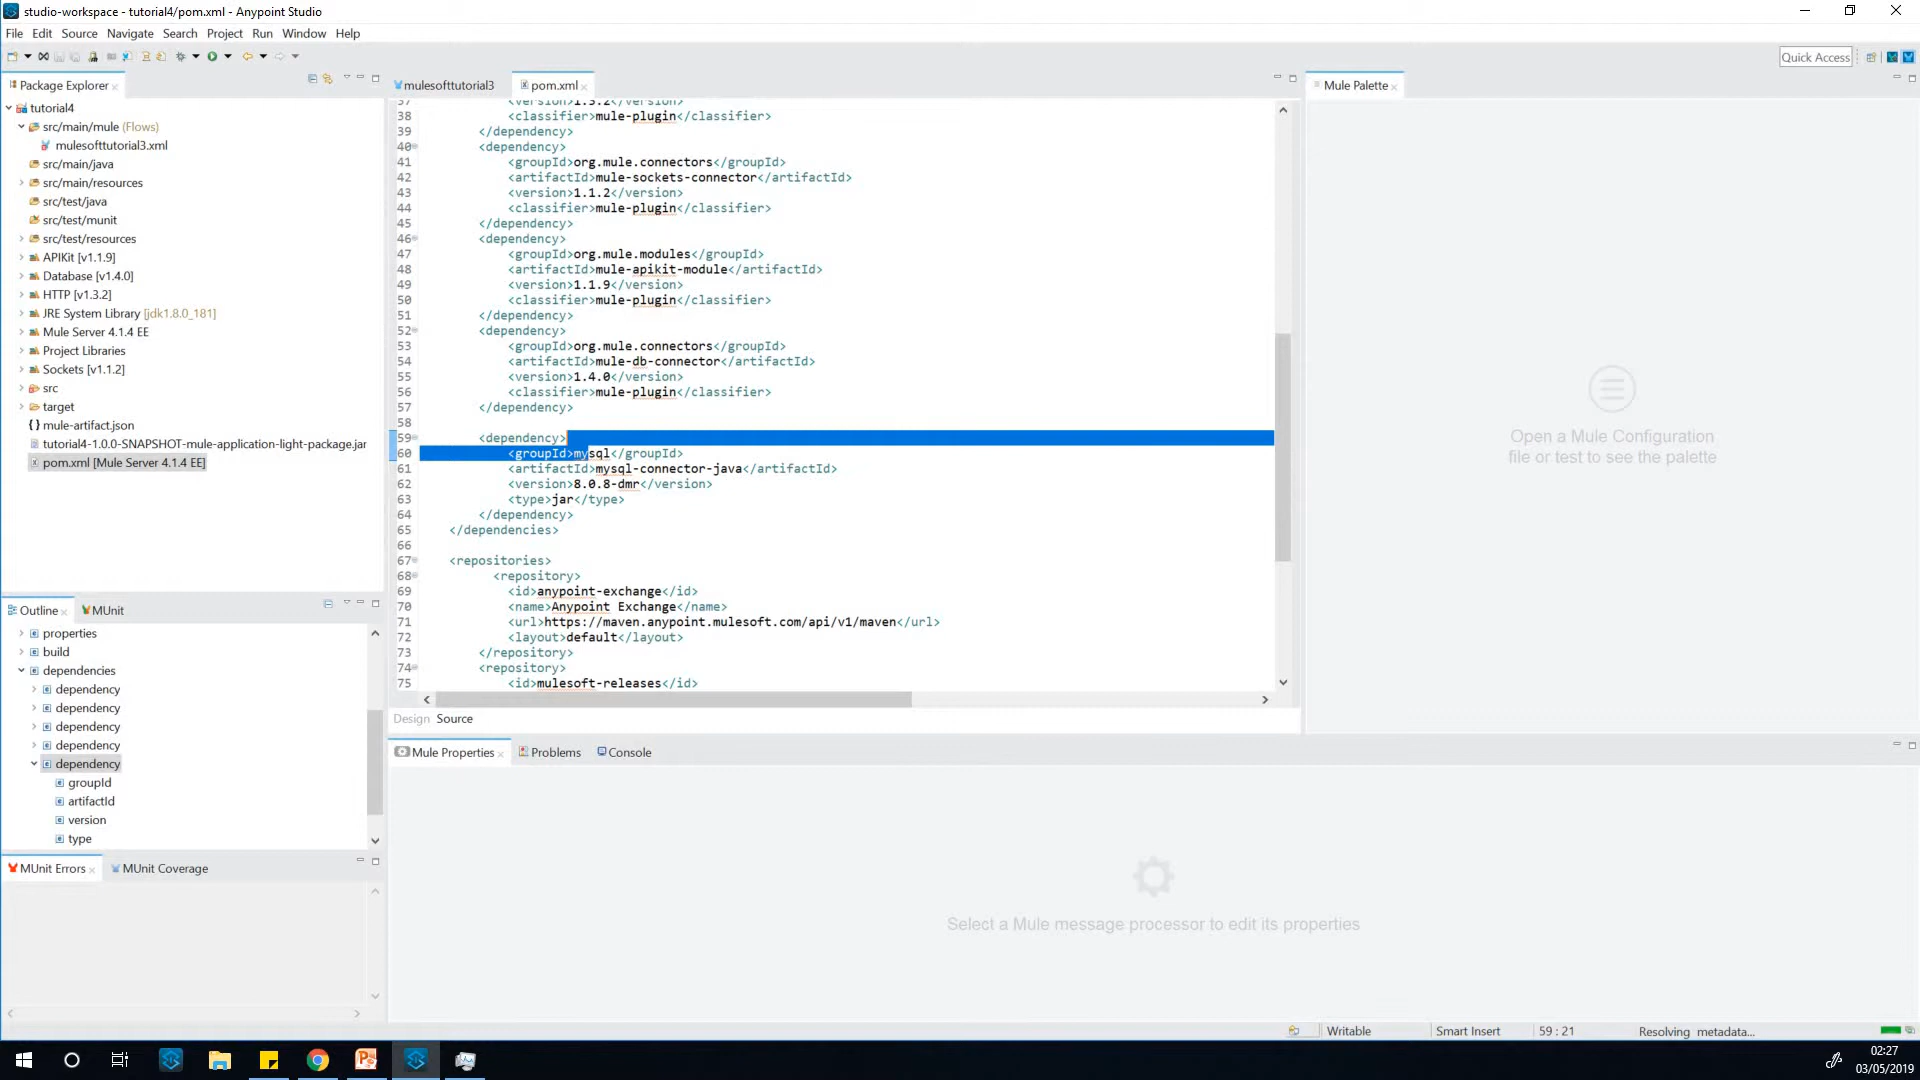 studio-workspace - tutorial4/pom.xml - Anypoint Studio
File Edit Source Navigate Search Project Run Window Help
Quick Access
Package Explorer
tutorial4
src/main/mule (Flows)
mulesofttutorial3.xml
src/main/java
src/main/resources
src/test/java
src/test/munit
src/test/resources
APIKit [v1.1.9]
Database [v1.4.0]
HTTP [v1.3.2]
JRE System Library [jdk1.8.0_181]
Mule Server 4.1.4 EE
Project Libraries
Sockets [v1.1.2]
src
target
mule-artifact.json
tutorial4-1.0.0-SNAPSHOT-mule-application-light-package.jar
pom.xml [Mule Server 4.1.4 EE]
Outline MUnit
properties
build
dependencies
dependency
dependency
dependency
dependency
dependency
groupId
artifactId
version
type
MUnit Errors MUnit Coverage
mulesofttutorial3 pom.xml
37 <version>1.3.2</version>
38 <classifier>mule-plugin</classifier>
39 </dependency>
40 <dependency>
41 <groupId>org.mule.connectors</groupId>
42 <artifactId>mule-sockets-connector</artifactId>
43 <version>1.1.2</version>
44 <classifier>mule-plugin</classifier>
45 </dependency>
46 <dependency>
47 <groupId>org.mule.modules</groupId>
48 <artifactId>mule-apikit-module</artifactId>
49 <version>1.1.9</version>
50 <classifier>mule-plugin</classifier>
51 </dependency>
52 <dependency>
53 <groupId>org.mule.connectors</groupId>
54 <artifactId>mule-db-connector</artifactId>
55 <version>1.4.0</version>
56 <classifier>mule-plugin</classifier>
57 </dependency>
58
59 <dependency>
60 <groupId>mysql</groupId>
61 <artifactId>mysql-connector-java</artifactId>
62 <version>8.0.8-dmr</version>
63 <type>jar</type>
64 </dependency>
65 </dependencies>
66
67 <repositories>
68 <repository>
69 <id>anypoint-exchange</id>
70 <name>Anypoint Exchange</name>
71 <url>https://maven.anypoint.mulesoft.com/api/v1/maven</url>
72 <layout>default</layout>
73 </repository>
74 <repository>
75 <id>mulesoft-releases</id>
Design Source
Mule Palette
Open a Mule Configuration
file or test to see the palette
Mule Properties Problems Console
Select a Mule message processor to edit its properties
Writable Smart Insert 59 : 21 Resolving metadata...
02:27
03/05/2019